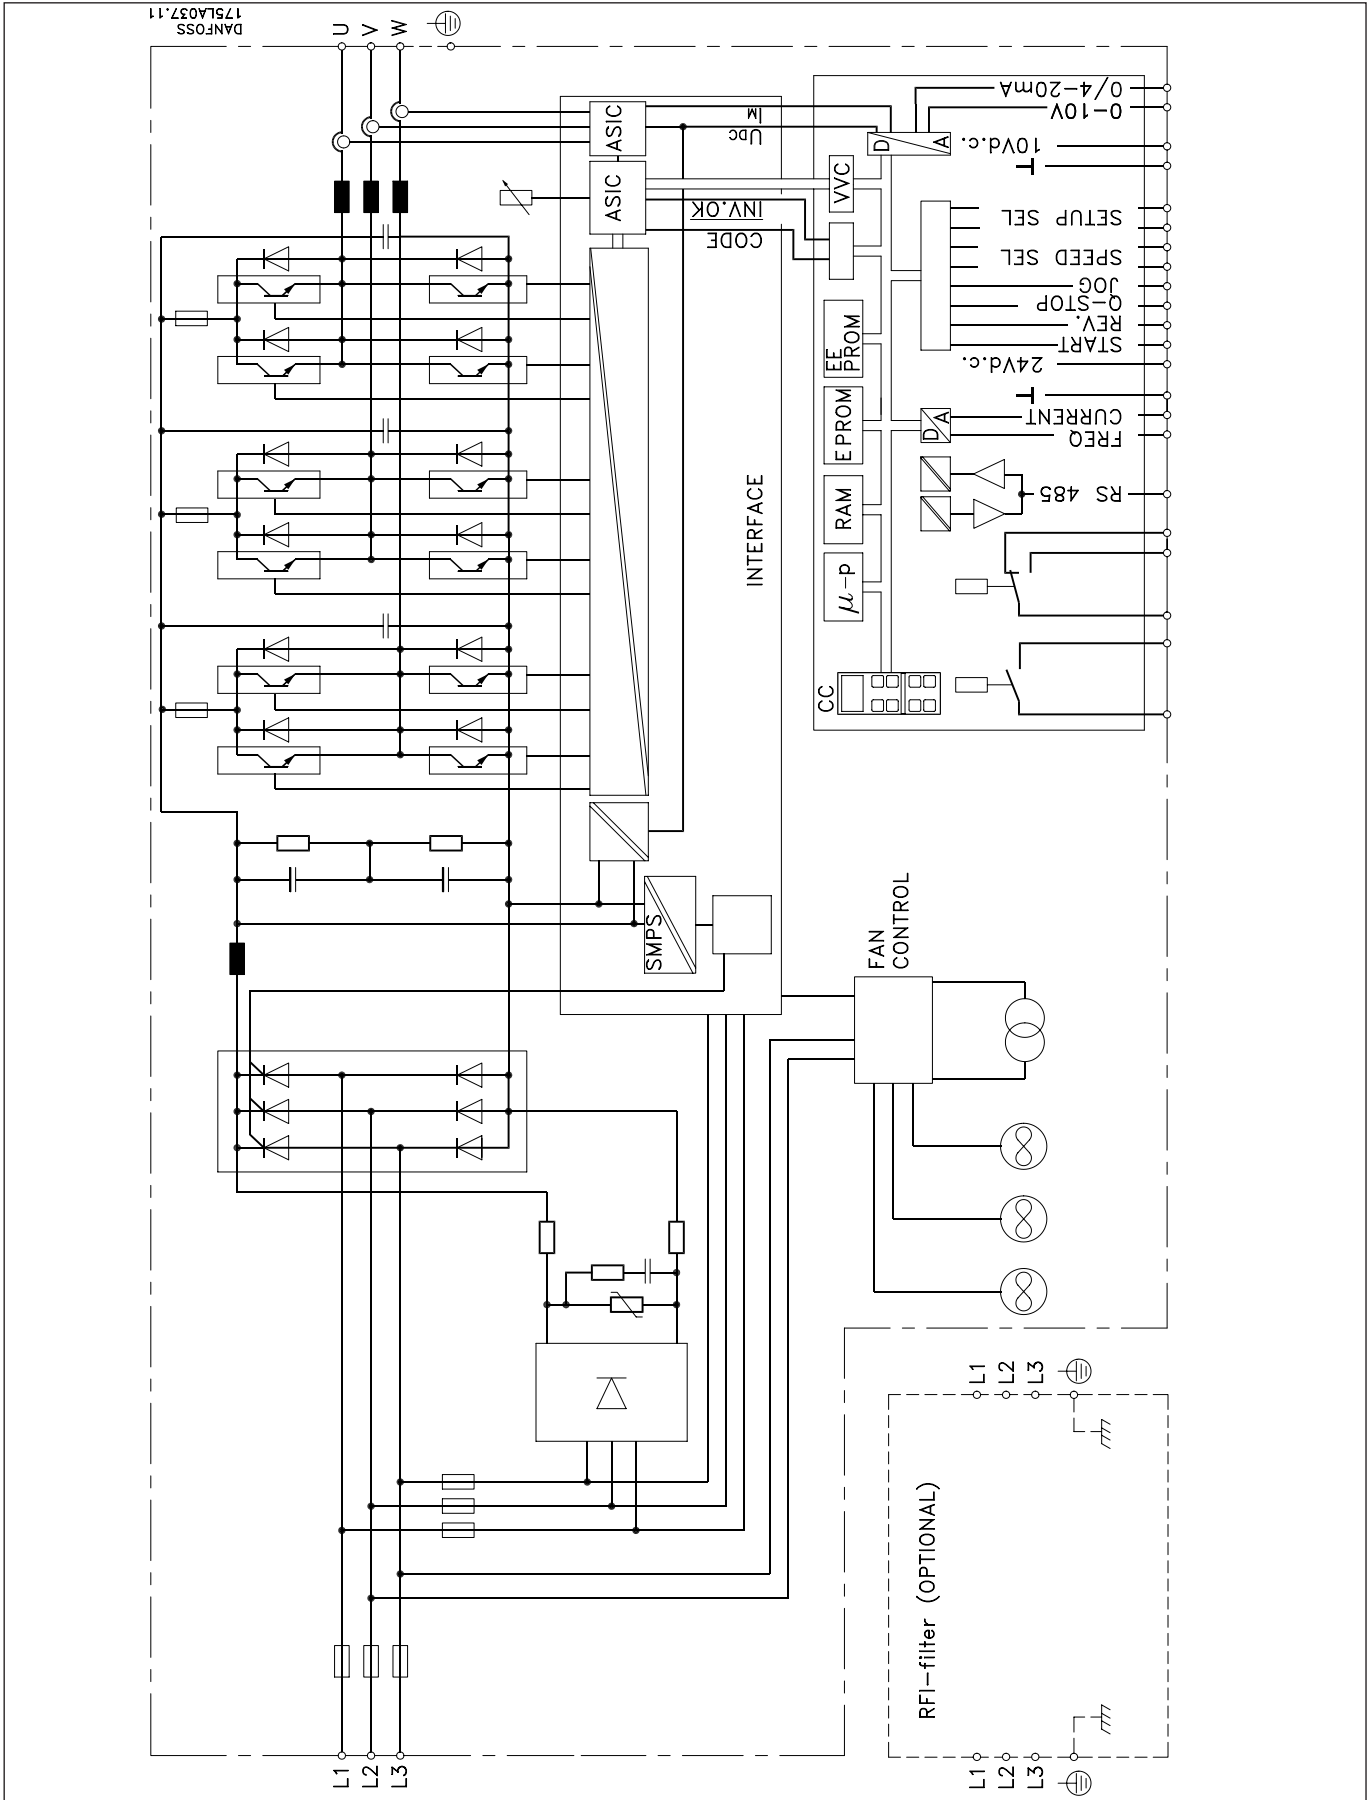 DANFOSS
175LA037.11
U
V
W
0/4-20mA
0-10V
10Vd.c.
SETUP SEL
SPEED SEL
JOG
Q-STOP
REV.
START
24Vd.c.
CURRENT
FREQ
RS 485
ASIC
IM
UDC
D
A
ASIC
INV.OK
CODE
VVC
EE
PROM
EPROM
D
A
RAM
μ-p
CC
INTERFACE
SMPS
FAN
CONTROL
L1
L2
L3
RFI-filter (OPTIONAL)
L1
L2
L3
L1
L2
L3